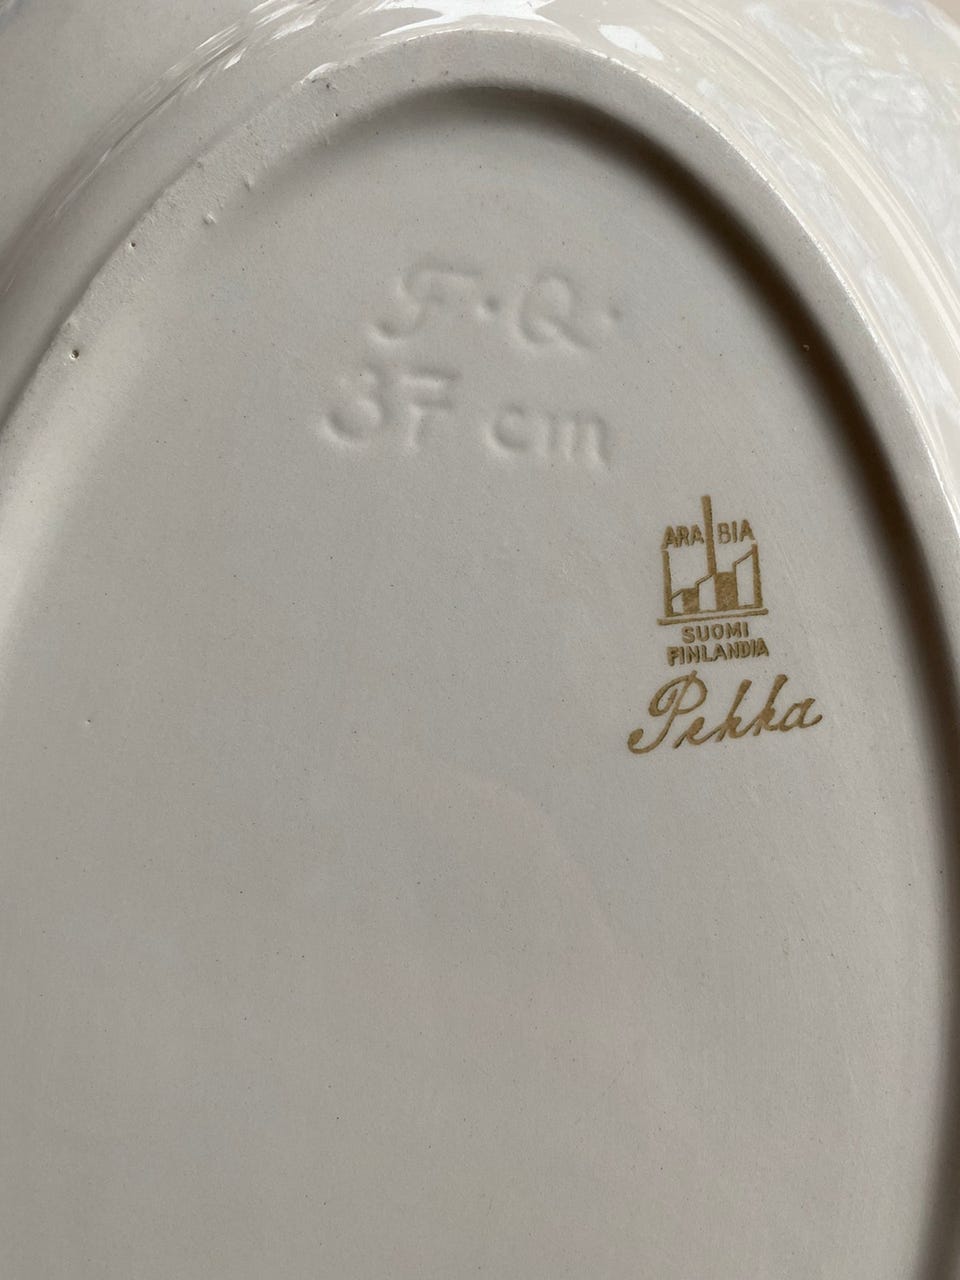 F·Q·
37 cm
ARABIA
SUOMI
FINLANDIA
Pekka